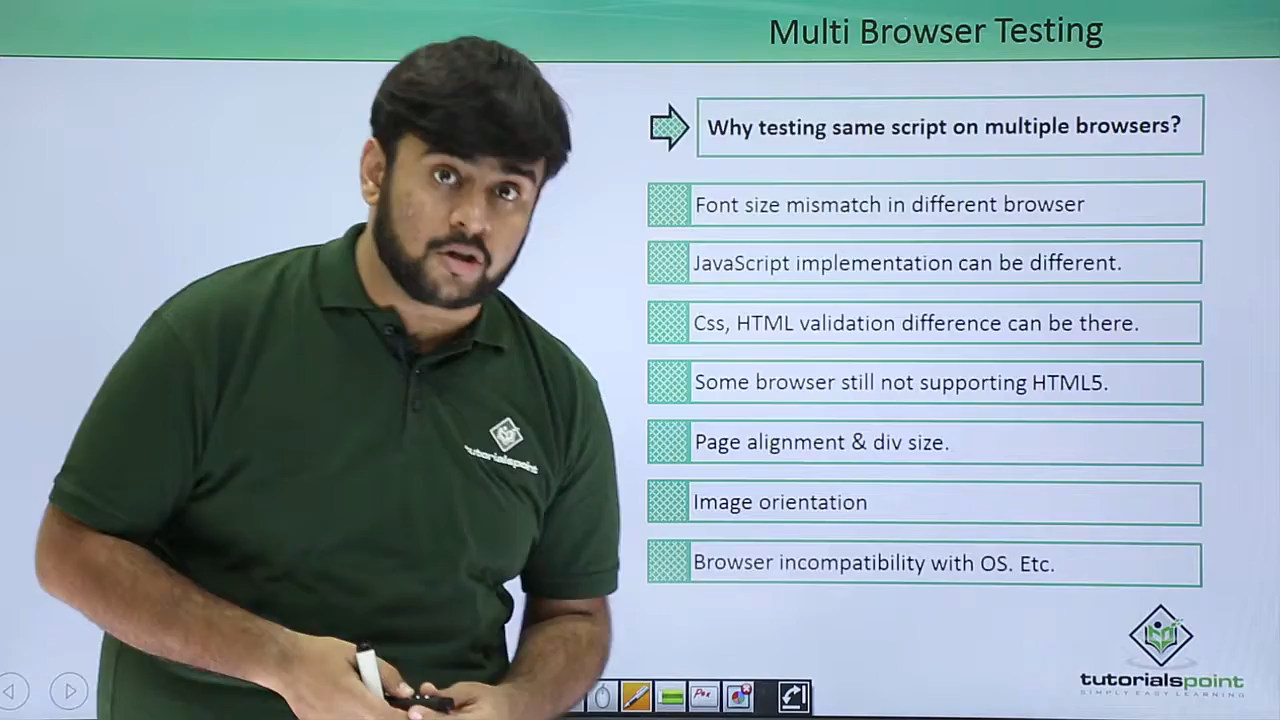 Multi Browser Testing
Why testing same script on multiple browsers?
Font size mismatch in different browser
JavaScript implementation can be different.
Css, HTML validation difference can be there.
Some browser still not supporting HTML5.
Page alignment & div size.
Image orientation
Browser incompatibility with OS. Etc.
tutorialspoint
tutorialspoint
SIMPLY EASY LEARNING
Pen